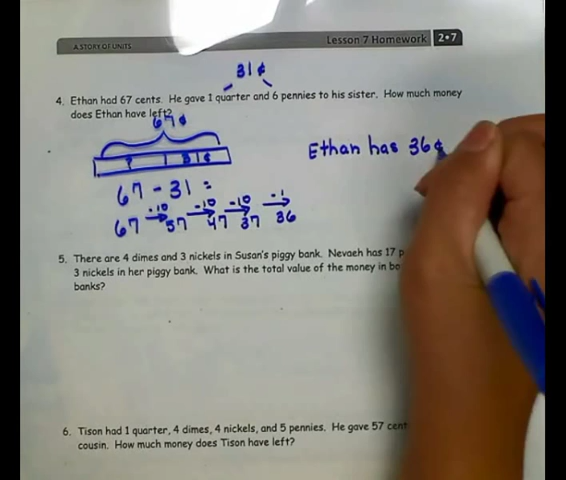 A STORY OF UNITS
Lesson 7 Homework 2•7
31¢
4. Ethan had 67 cents. He gave 1 quarter and 6 pennies to his sister. How much money
does Ethan have left?
67¢
? 31¢
Ethan has 36¢
67 - 31 =
-10 -10 -10 -1
67 → 57 → 47 → 37 → 36
5. There are 4 dimes and 3 nickels in Susan's piggy bank. Nevaeh has 17 p
3 nickels in her piggy bank. What is the total value of the money in bo
banks?
6. Tison had 1 quarter, 4 dimes, 4 nickels, and 5 pennies. He gave 57 cent
cousin. How much money does Tison have left?